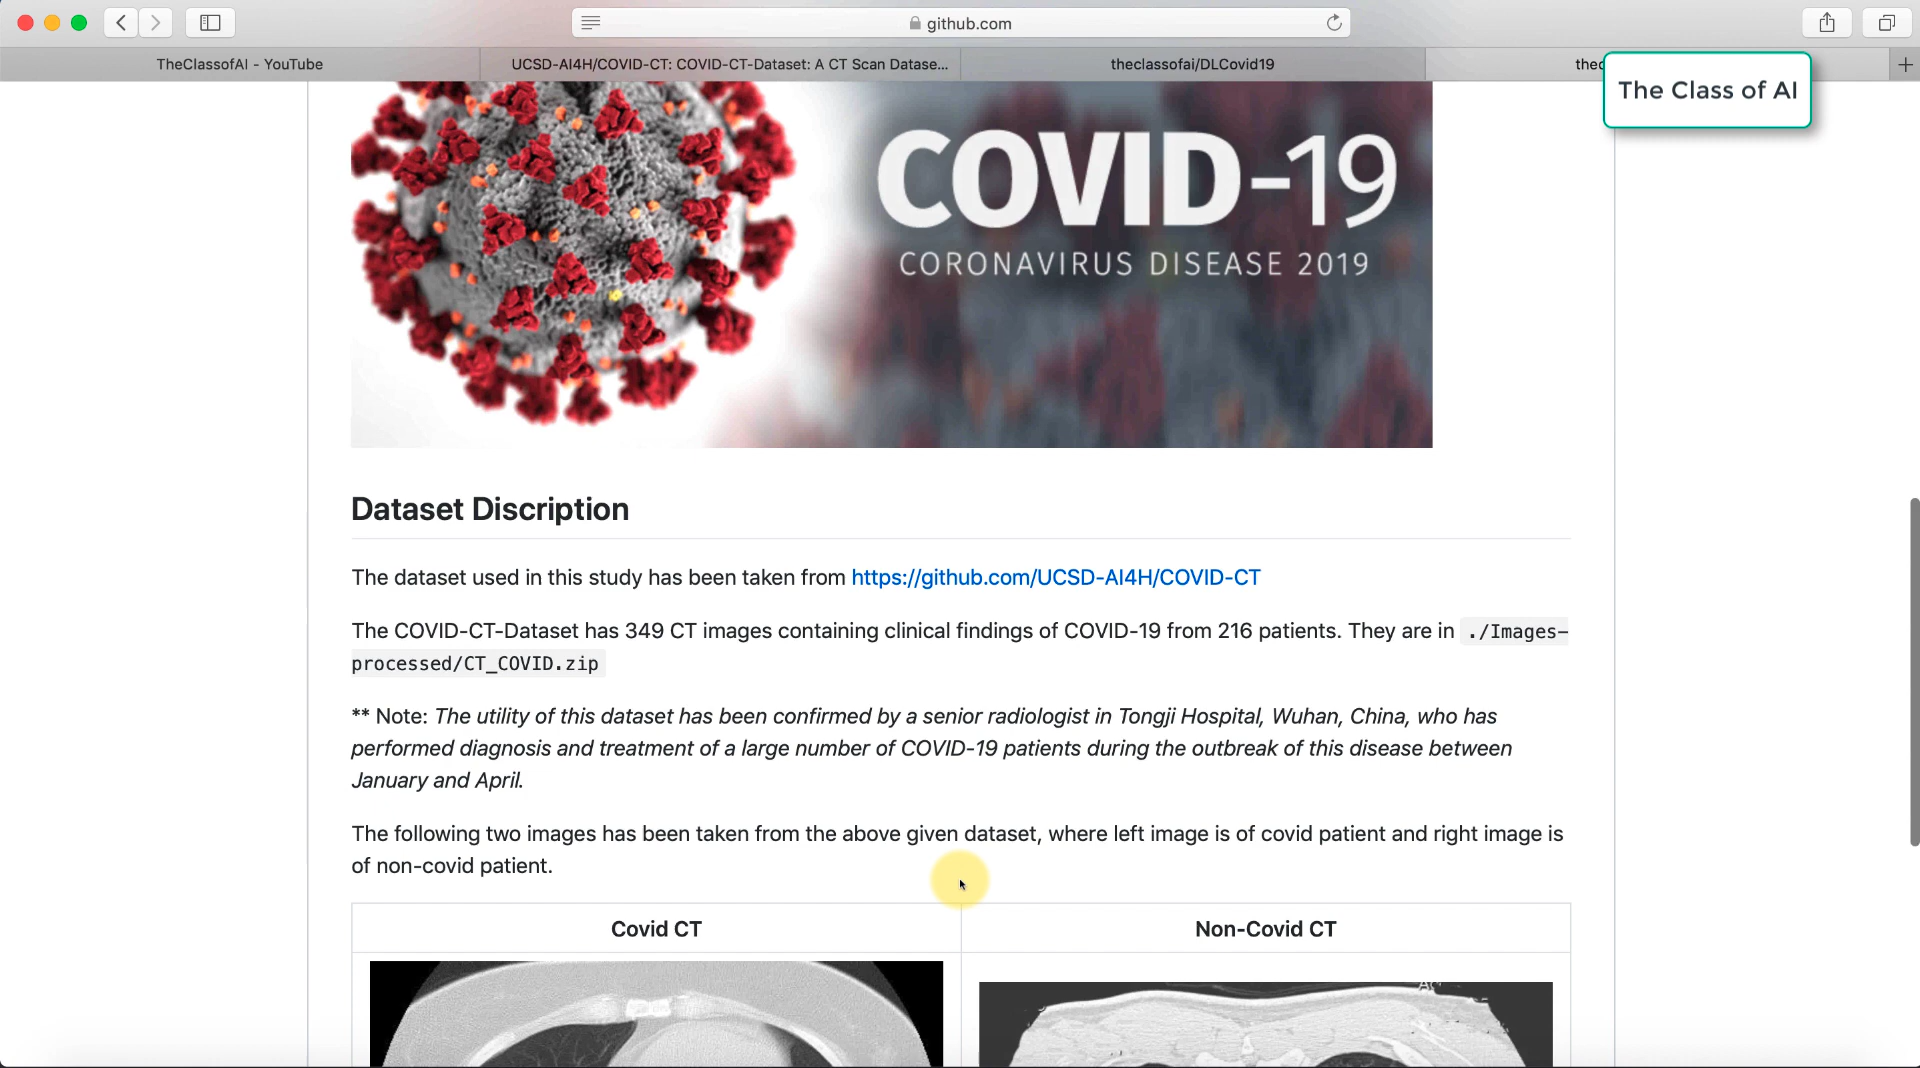 github.com
TheClassofAI - YouTube
UCSD-AI4H/COVID-CT: COVID-CT-Dataset: A CT Scan Datase...
theclassofai/DLCovid19
The Class of AI
COVID-19
CORONAVIRUS DISEASE 2019
Dataset Discription
The dataset used in this study has been taken from https://github.com/UCSD-AI4H/COVID-CT
The COVID-CT-Dataset has 349 CT images containing clinical findings of COVID-19 from 216 patients. They are in ./Images-
processed/CT_COVID.zip
** Note: The utility of this dataset has been confirmed by a senior radiologist in Tongji Hospital, Wuhan, China, who has
performed diagnosis and treatment of a large number of COVID-19 patients during the outbreak of this disease between
January and April.
The following two images has been taken from the above given dataset, where left image is of covid patient and right image is
of non-covid patient.
Covid CT
Non-Covid CT